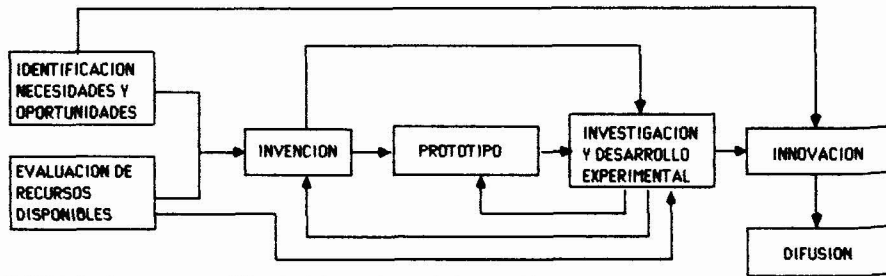 IDENTIFICACION
NECESIDADES Y
OPORTUNIDADES
EVALUACION DE
RECURSOS
DISPONIBLES
INVENCION
PROTOTIPO
INVESTIGACION
Y DESARROLLO
EXPERIMENTAL
INNOVACION
DIFUSION